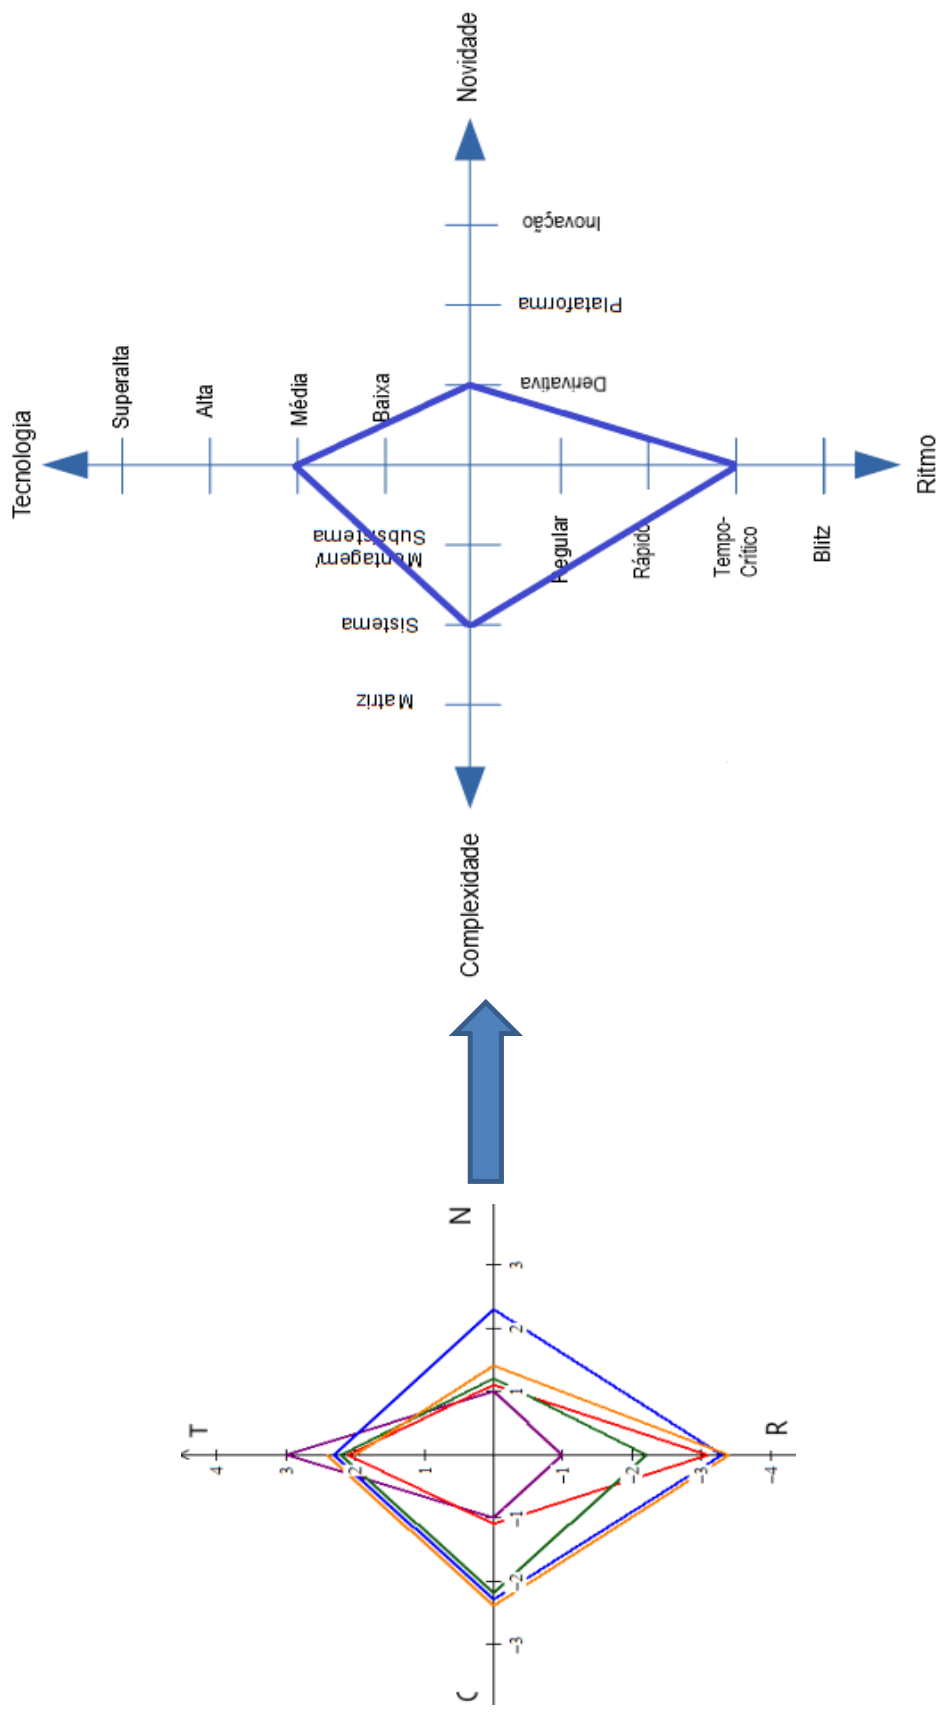 Novidade
Inovação
Plataforma
Derivativa
Tecnologia
Superalta
Alta
Média
Baixa
Montagem/
Subsistema
Sistema
Matriz
Regular
Rápido
Tempo-
Crítico
Blitz
Ritmo
Complexidade
N
3
2
1
T
4
3
2
1
-1
-2
-3
-4
R
-1
-2
-3
C